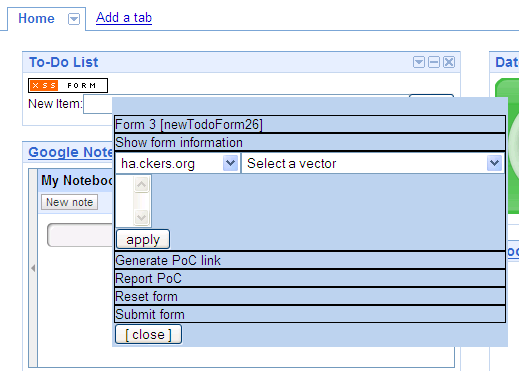 Home Add a tab
To-Do List
Dat
XSS FORM
New Item:
Form 3 [newTodoForm26]
Show form information
ha.ckers.org Select a vector
Google Note
My Notebo
New note
apply
Generate PoC link
Report PoC
Reset form
Submit form
[ close ]